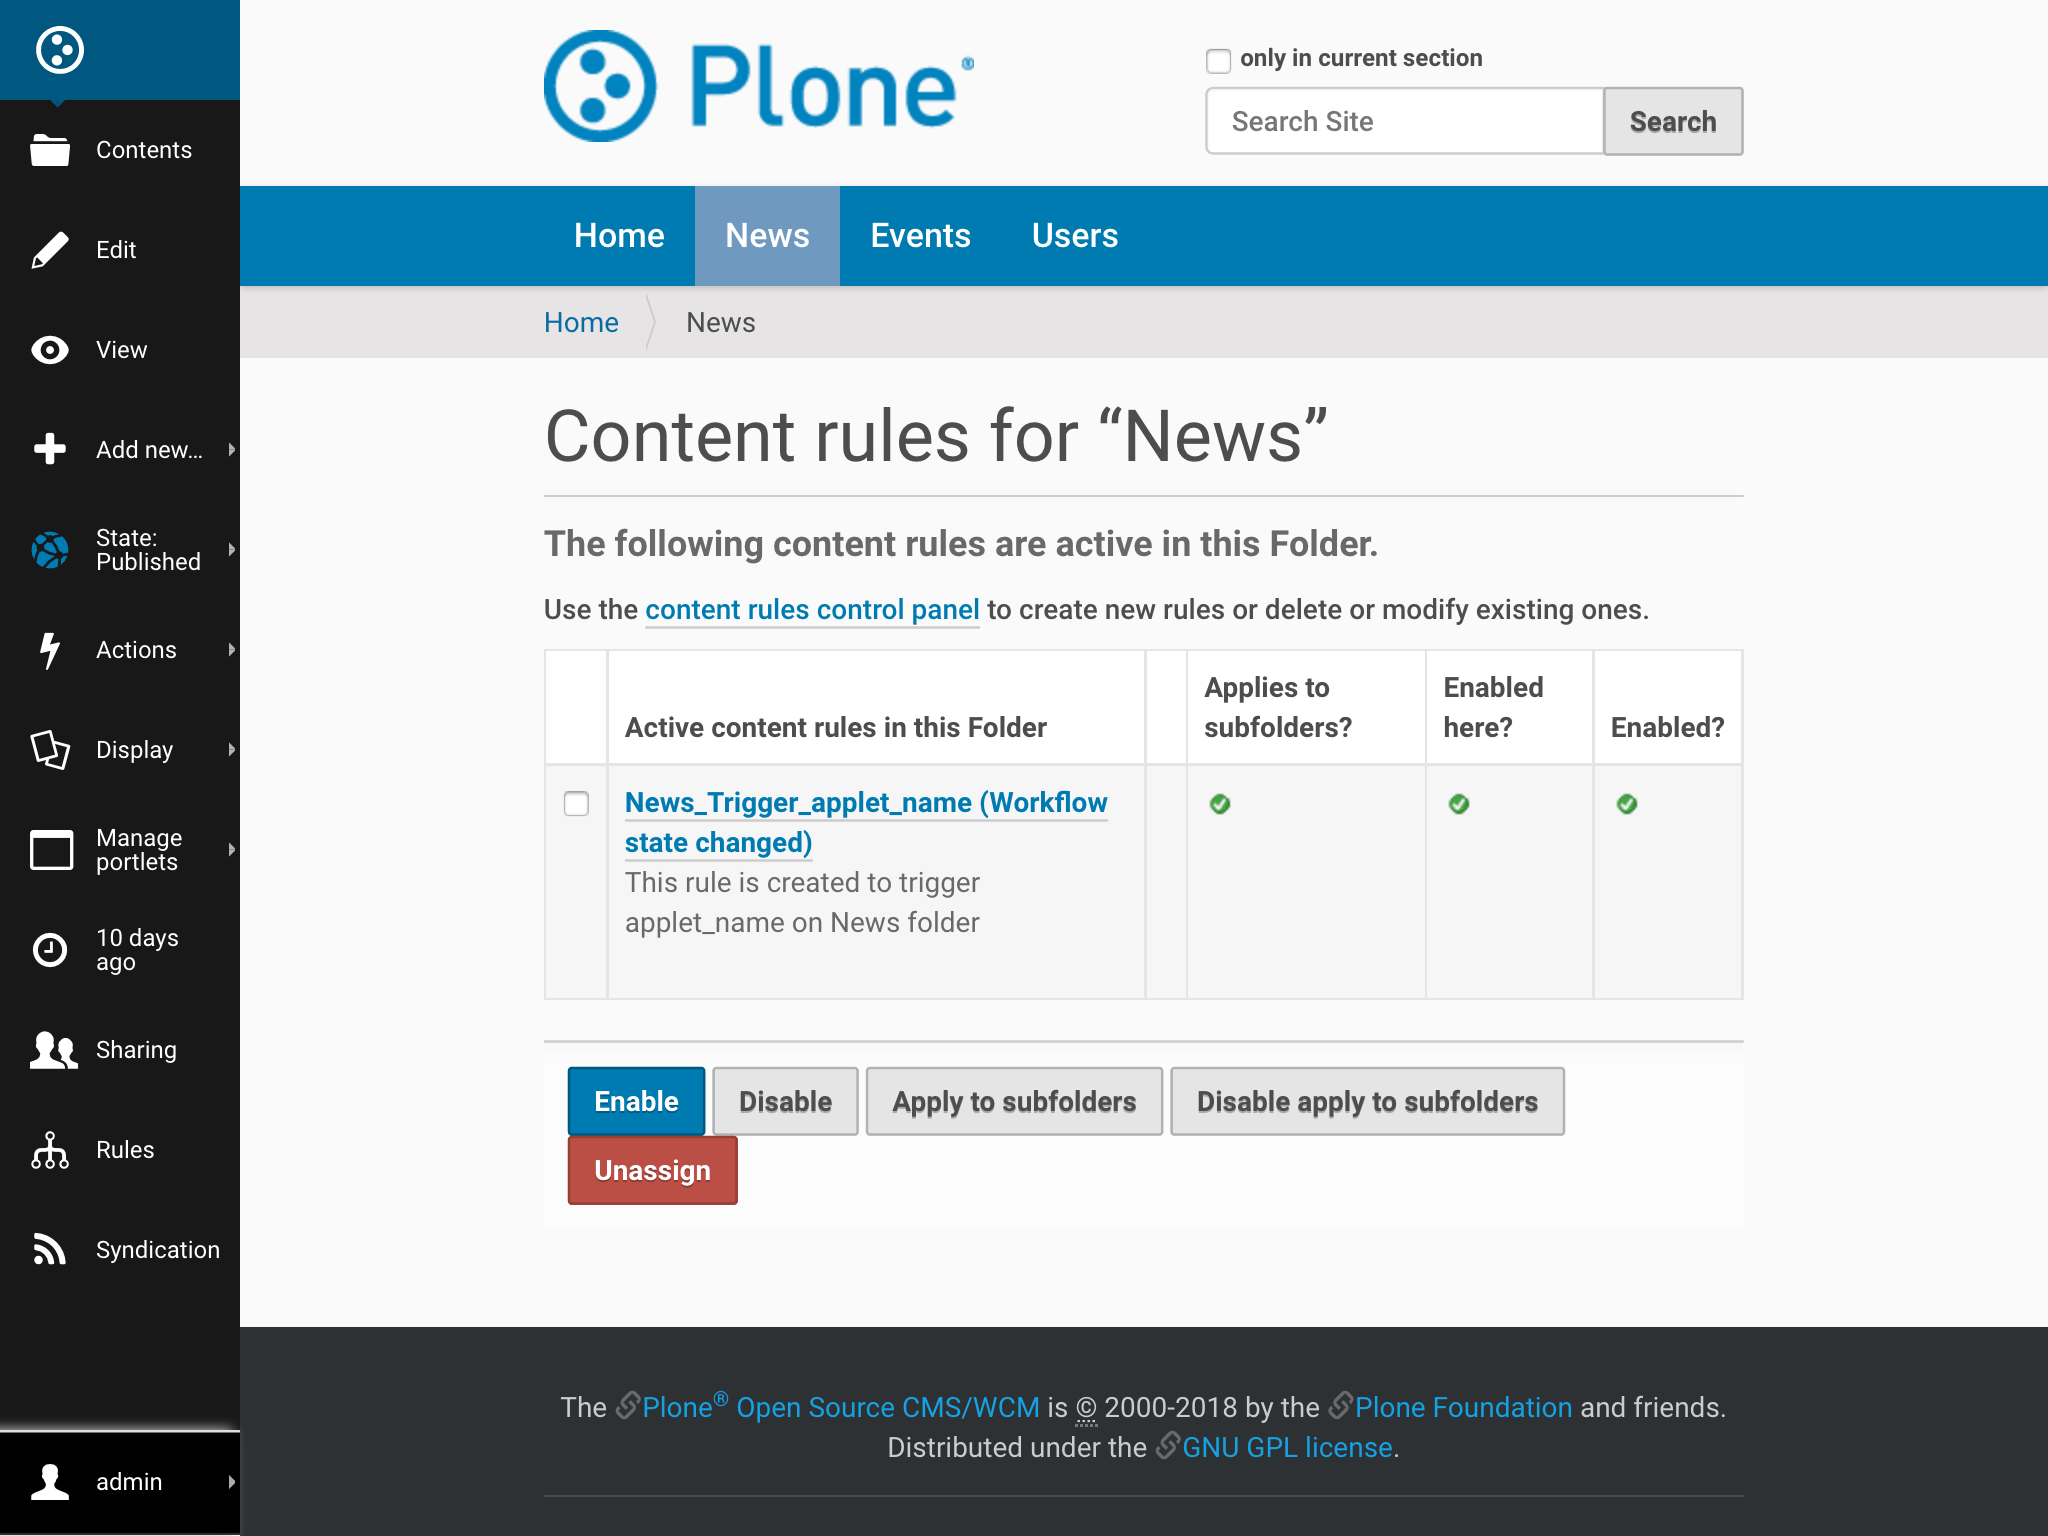 Contents
Edit
View
Add new...
State:
Published
Actions
Display
Manage
portlets
10 days
ago
Sharing
Rules
Syndication
admin
Plone®
only in current section
Search Site
Search
Home
News
Events
Users
Home
News
Content rules for “News”
The following content rules are active in this Folder.
Use the content rules control panel to create new rules or delete or modify existing ones.
Active content rules in this Folder
Applies to
subfolders?
Enabled
here?
Enabled?
News_Trigger_applet_name (Workflow
state changed)
This rule is created to trigger
applet_name on News folder
Enable
Disable
Apply to subfolders
Disable apply to subfolders
Unassign
The Plone® Open Source CMS/WCM is © 2000-2018 by the Plone Foundation and friends.
Distributed under the GNU GPL license.